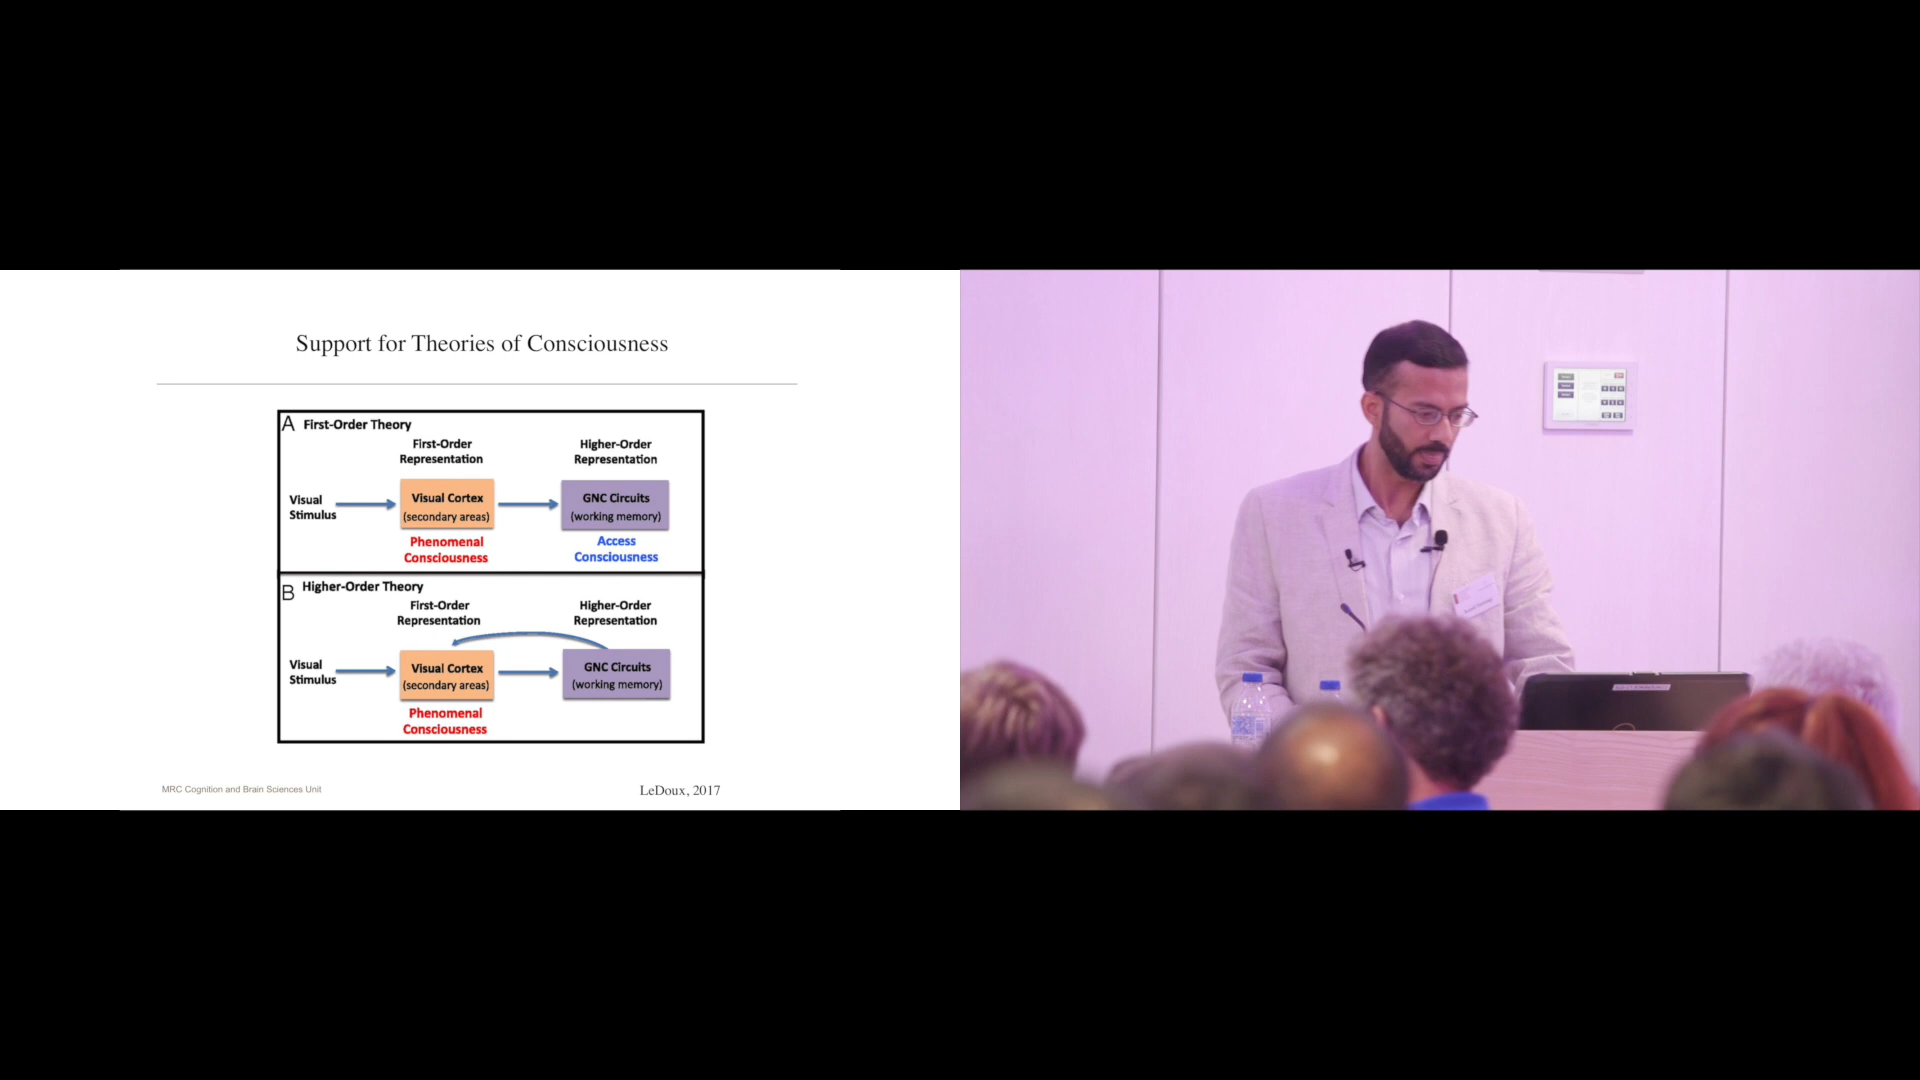 Support for Theories of Consciousness
A First-Order Theory
First-Order
Representation
Higher-Order
Representation
Visual
Stimulus
Visual Cortex
(secondary areas)
GNC Circuits
(working memory)
Phenomenal
Consciousness
Access
Consciousness
B Higher-Order Theory
First-Order
Representation
Higher-Order
Representation
Visual
Stimulus
Visual Cortex
(secondary areas)
GNC Circuits
(working memory)
Phenomenal
Consciousness
MRC Cognition and Brain Sciences Unit
LeDoux, 2017